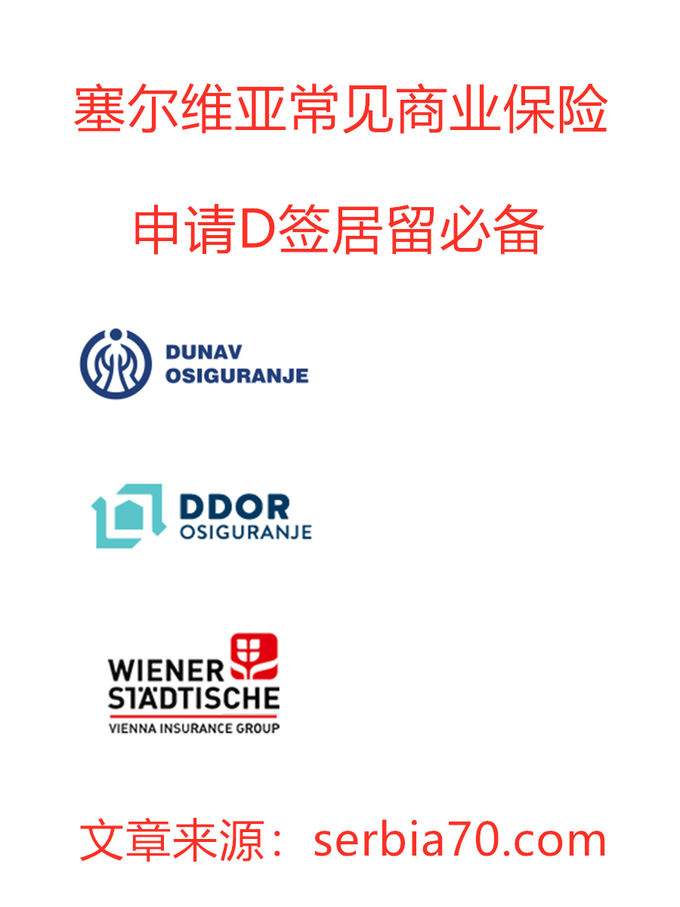 塞尔维亚常见商业保险
申请D签居留必备
DUNAV
OSIGURANJE
DDOR
OSIGURANJE
WIENER
STÄDTISCHE
VIENNA INSURANCE GROUP
文章来源：serbia70.com